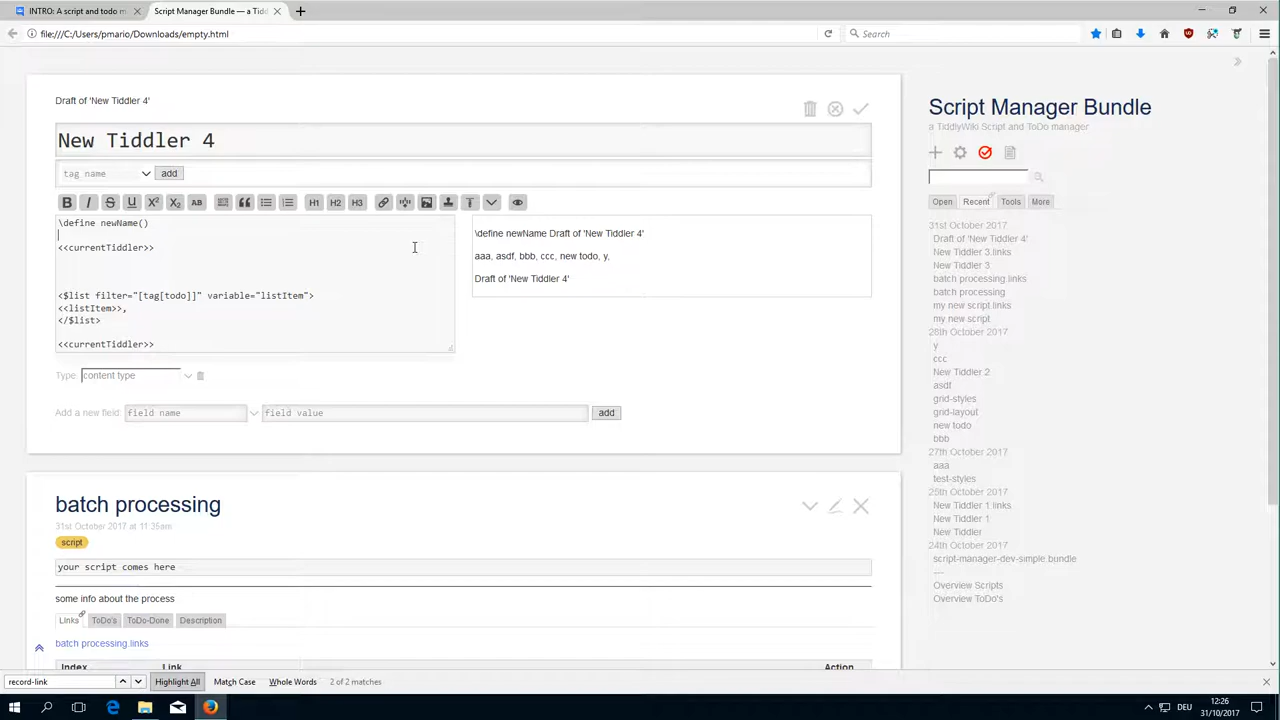 INTRO: A script and todo m
Script Manager Bundle — a Tid
file:///C:/Users/pmario/Downloads/empty.html
Search
Draft of 'New Tiddler 4'
New Tiddler 4
tag name
add
B I S U X² X₂ AB H1 H2 H3
\define newName()
<<currentTiddler>>
<$list filter="[tag[todo]]" variable="listItem">
<<listItem>>,
</$list>
<<currentTiddler>>
\define newName Draft of 'New Tiddler 4'
aaa, asdf, bbb, ccc, new todo, y,
Draft of 'New Tiddler 4'
Type: content type
Add a new field: field name field value add
batch processing
31st October 2017 at 11:35am
script
your script comes here
some info about the process
Links ToDo's ToDo-Done Description
batch processing.links
Index Link Action
Script Manager Bundle
a TiddlyWiki Script and ToDo manager
Open Recent Tools More
31st October 2017
Draft of 'New Tiddler 4'
New Tiddler 3.links
New Tiddler 3
batch processing.links
batch processing
my new script.links
my new script
28th October 2017
y
ccc
New Tiddler 2
asdf
grid-styles
grid-layout
new todo
bbb
27th October 2017
aaa
test-styles
25th October 2017
New Tiddler 1.links
New Tiddler 1
New Tiddler
24th October 2017
script-manager-dev-simple.bundle
---
Overview Scripts
Overview ToDo's
record-link
Highlight All Match Case Whole Words 2 of 2 matches
DEU
12:26
31/10/2017